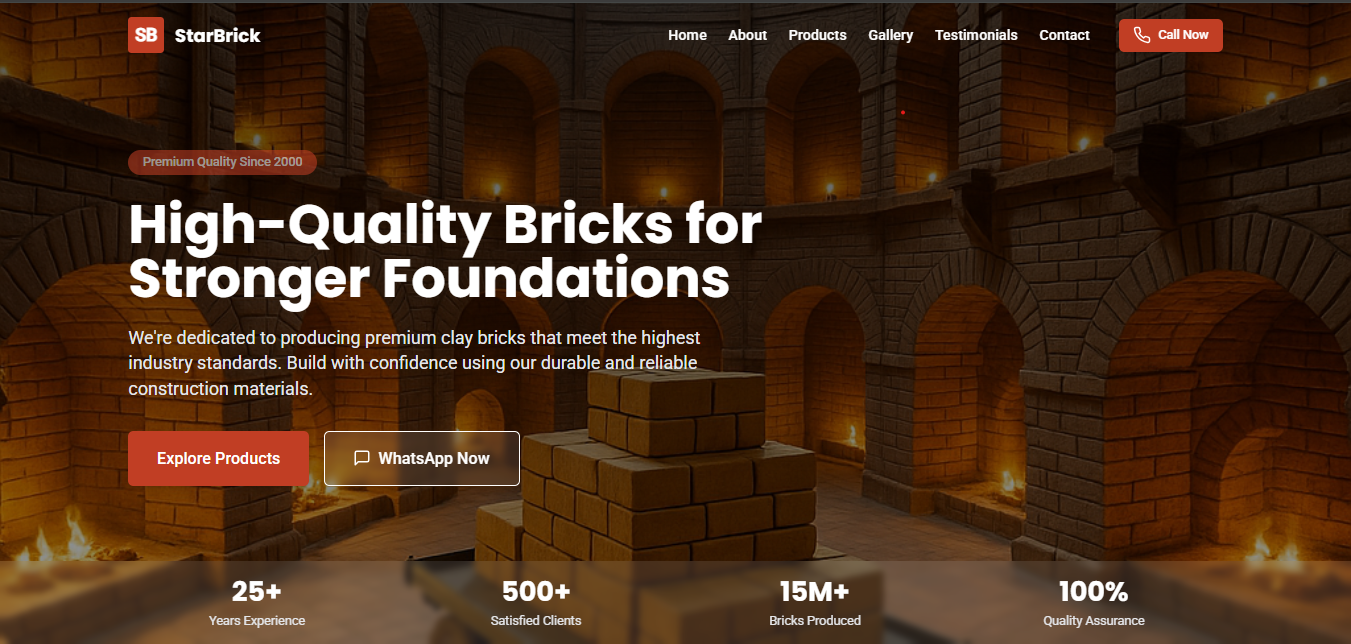 SB StarBrick Home About Products Gallery Testimonials Contact Call Now
Premium Quality Since 2000
High-Quality Bricks for
Stronger Foundations
We're dedicated to producing premium clay bricks that meet the highest
industry standards. Build with confidence using our durable and reliable
construction materials.
Explore Products WhatsApp Now
25+ 500+ 15M+ 100%
Years Experience Satisfied Clients Bricks Produced Quality Assurance